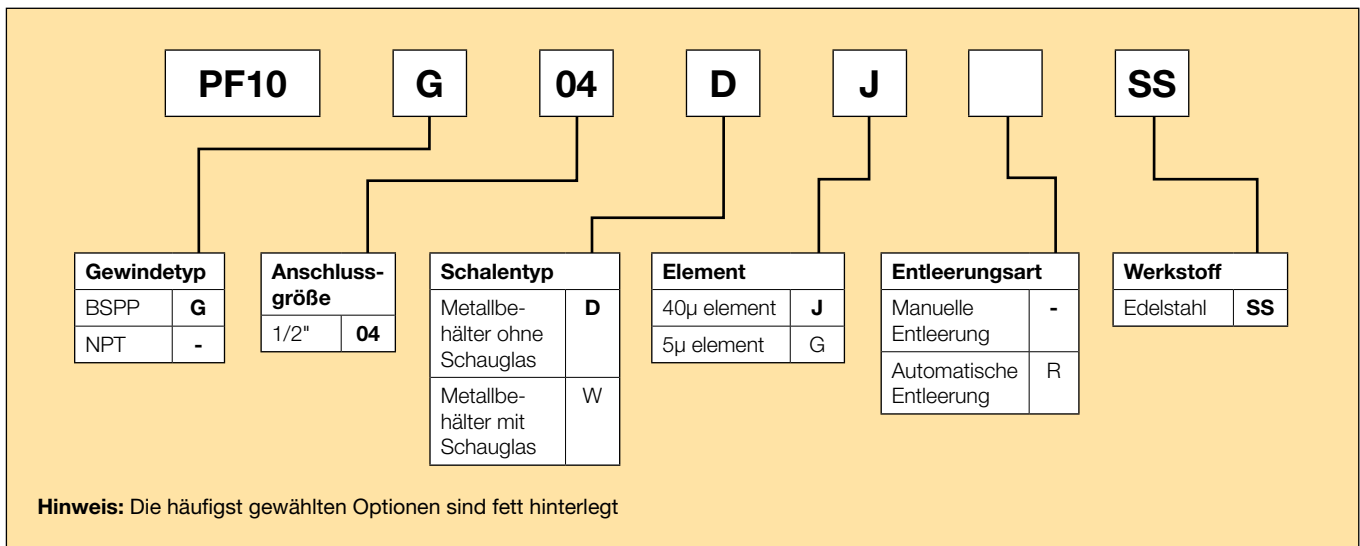 PF10 G 04 D J SS
Gewindetyp
BSPP G
NPT -
Anschluss-
größe
1/2" 04
Schalentyp
Metallbe- D
hälter ohne
Schauglas
Metallbe- W
hälter mit
Schauglas
Element
40µ element J
5µ element G
Entleerungsart
Manuelle -
Entleerung
Automatische R
Entleerung
Werkstoff
Edelstahl SS
Hinweis: Die häufigst gewählten Optionen sind fett hinterlegt